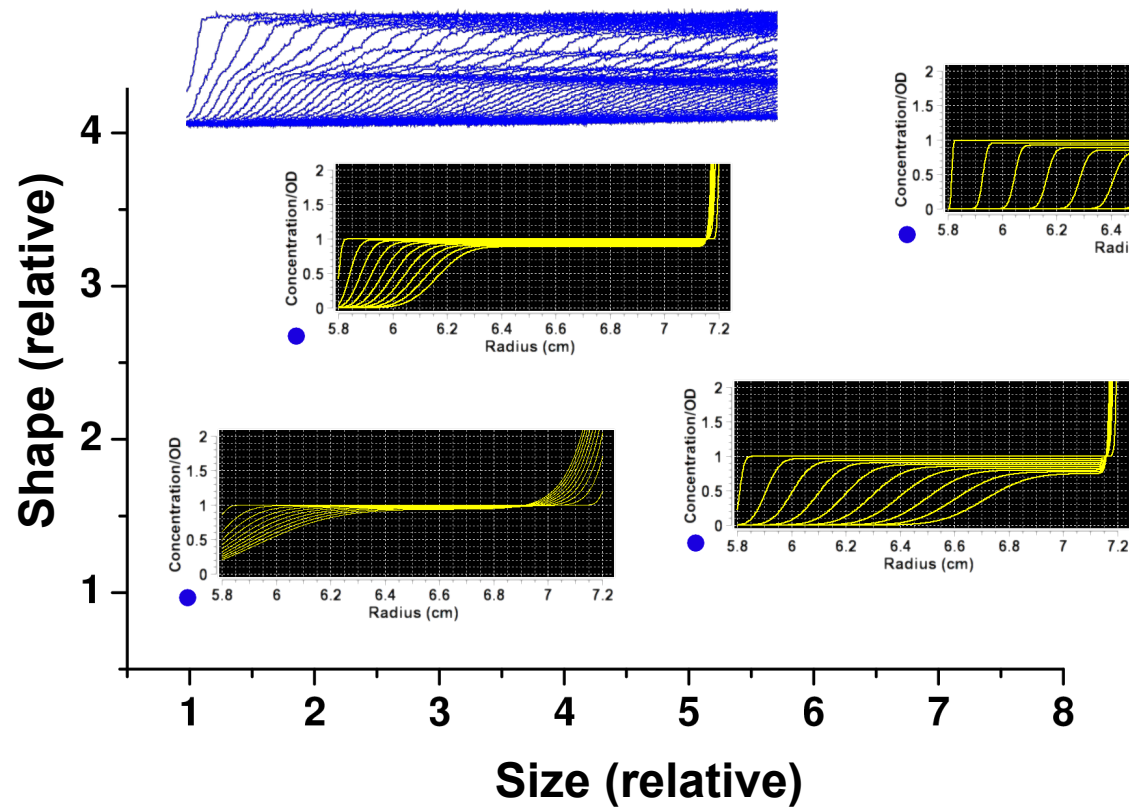 Shape (relative)
4
3
2
1
1 2 3 4 5 6 7 8
Size (relative)
Concentration/OD
2
1.5
1
0.5
0
5.8 6 6.2 6.4
Radi
Concentration/OD
2
1.5
1
0.5
0
5.8 6 6.2 6.4 6.6 6.8 7 7.2
Radius (cm)
Concentration/OD
2
1.5
1
0.5
0
5.8 6 6.2 6.4 6.6 6.8 7 7.2
Radius (cm)
Concentration/OD
2
1.5
1
0.5
0
5.8 6 6.2 6.4 6.6 6.8 7 7.2
Radius (cm)